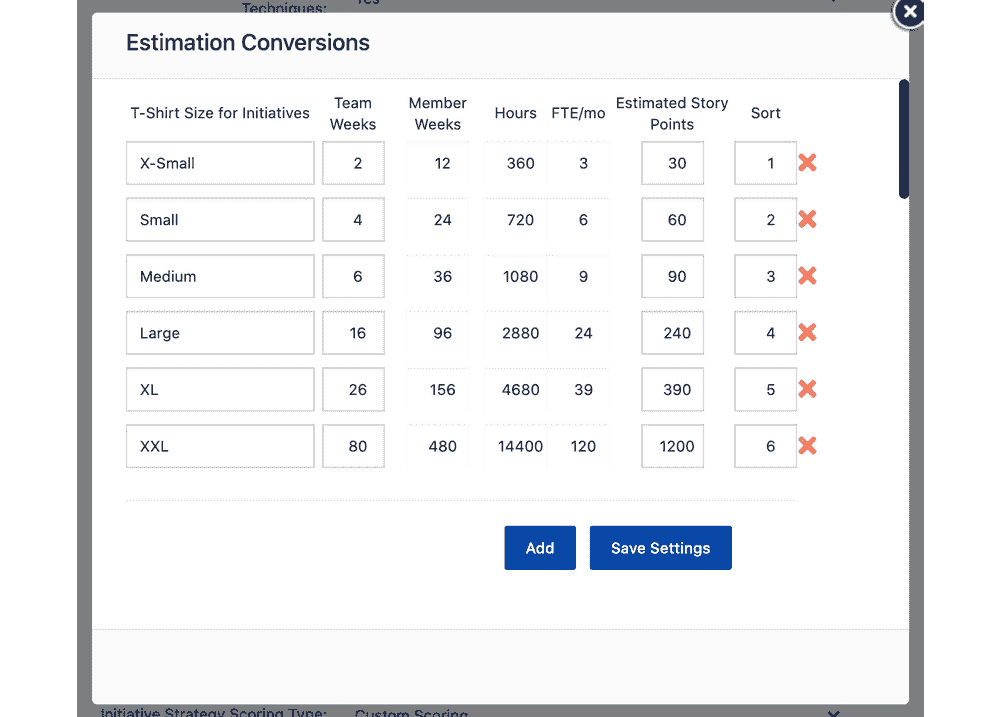 Techniques: Yes
Estimation Conversions
T-Shirt Size for Initiatives Team Weeks Member Weeks Hours FTE/mo Estimated Story Points Sort
X-Small 2 12 360 3 30 1
Small 4 24 720 6 60 2
Medium 6 36 1080 9 90 3
Large 16 96 2880 24 240 4
XL 26 156 4680 39 390 5
XXL 80 480 14400 120 1200 6
Add Save Settings
Initiative Strategy Scoring Type: Custom Scoring